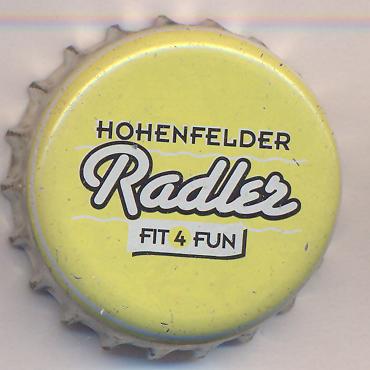 HOHENFELDER
Radler
FIT 4 FUN